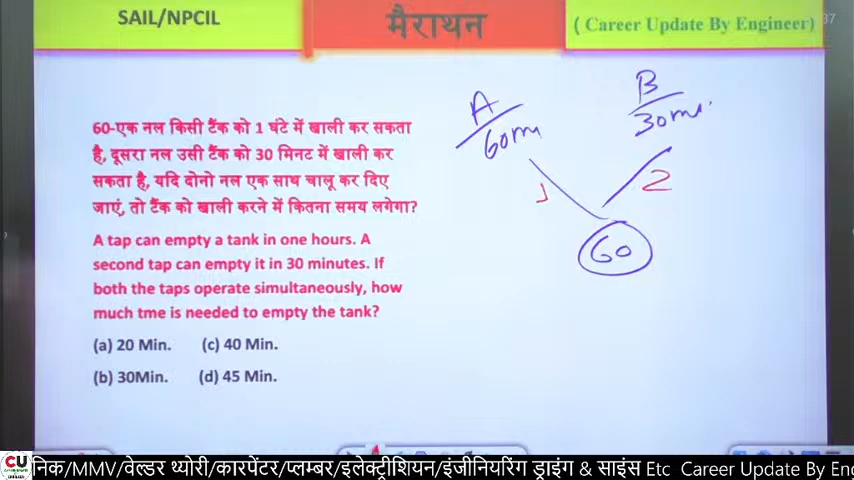 SAIL/NPCIL
मैराथन
( Career Update By Engineer)
37
60-एक नल किसी टैंक को 1 घंटे में खाली कर सकता
है, दूसरा नल उसी टैंक को 30 मिनट में खाली कर
सकता है, यदि दोनो नल एक साथ चालू कर दिए
जाएं, तो टैंक को खाली करने में कितना समय लगेगा?
A tap can empty a tank in one hours. A
second tap can empty it in 30 minutes. If
both the taps operate simultaneously, how
much tme is needed to empty the tank?
(a) 20 Min. (c) 40 Min.
(b) 30Min. (d) 45 Min.
A
60m
B
30mi
1
2
60
CU
निक/MMV/वेल्डर थ्योरी/कारपेंटर/प्लम्बर/इलेक्ट्रीशियन/इंजीनियरिंग ड्राइंग & साइंस Etc Career Update By En